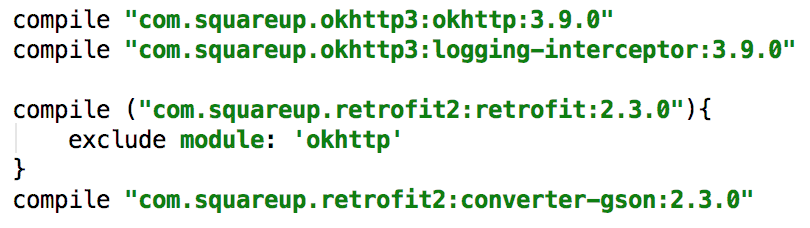 compile "com.squareup.okhttp3:okhttp:3.9.0"
compile "com.squareup.okhttp3:logging-interceptor:3.9.0"
compile ("com.squareup.retrofit2:retrofit:2.3.0"){
exclude module: 'okhttp'
}
compile "com.squareup.retrofit2:converter-gson:2.3.0"